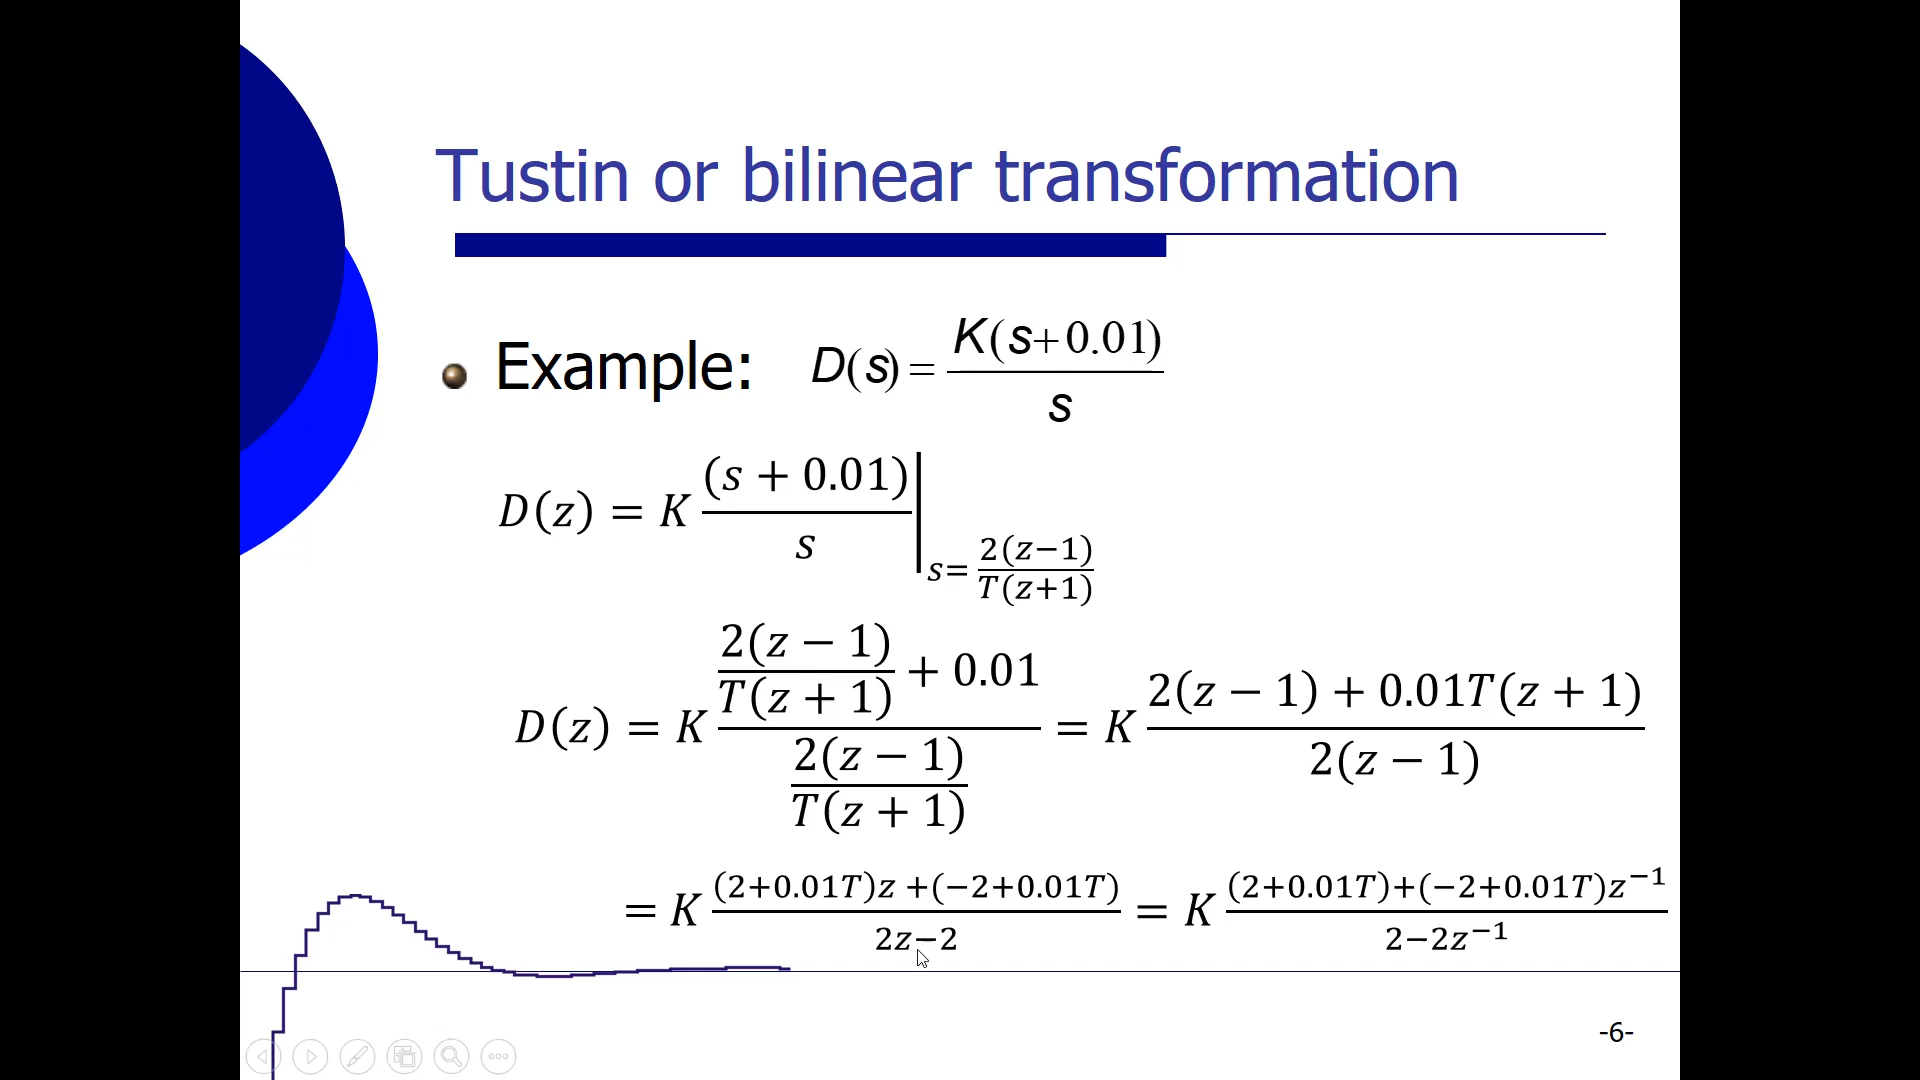 Tustin or bilinear transformation
Example: D(s) = K(s+0.01) / s
D(z) = K (s + 0.01) / s | s= 2(z−1) / T(z+1)
D(z) = K (2(z − 1) / T(z + 1) + 0.01) / (2(z − 1) / T(z + 1)) = K (2(z − 1) + 0.01T(z + 1)) / 2(z − 1)
= K ((2+0.01T)z +(−2+0.01T)) / (2z−2) = K ((2+0.01T)+(−2+0.01T)z⁻¹) / (2−2z⁻¹)
-6-